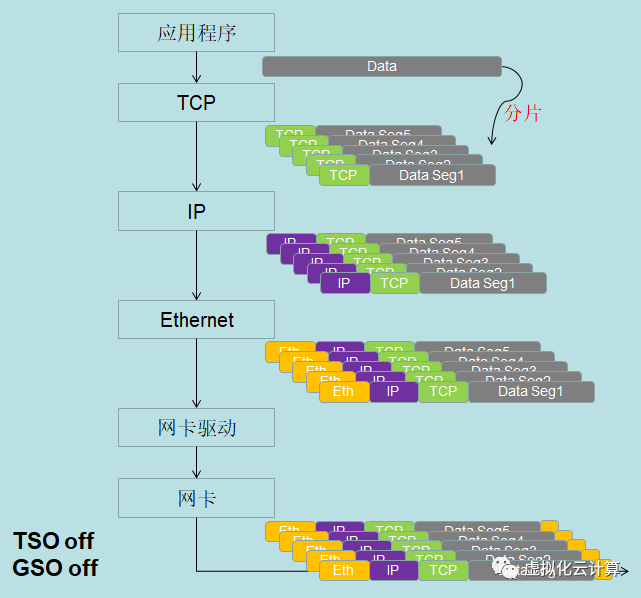 应用程序
Data
TCP
分片
TCP Data Seg5
TCP Data Seg4
TCP Data Seg3
TCP Data Seg2
TCP Data Seg1
IP
IP TCP Data Seg5
IP TCP Data Seg4
IP TCP Data Seg3
IP TCP Data Seg2
IP TCP Data Seg1
Ethernet
Eth IP TCP Data Seg5
Eth IP TCP Data Seg4
Eth IP TCP Data Seg3
Eth IP TCP Data Seg2
Eth IP TCP Data Seg1
网卡驱动
网卡
TSO off
GSO off
Eth IP TCP Data Seg5
Eth IP TCP Data Seg4
Eth IP TCP Data Seg3
Eth IP TCP
Eth IP TCP
虚拟化云计算